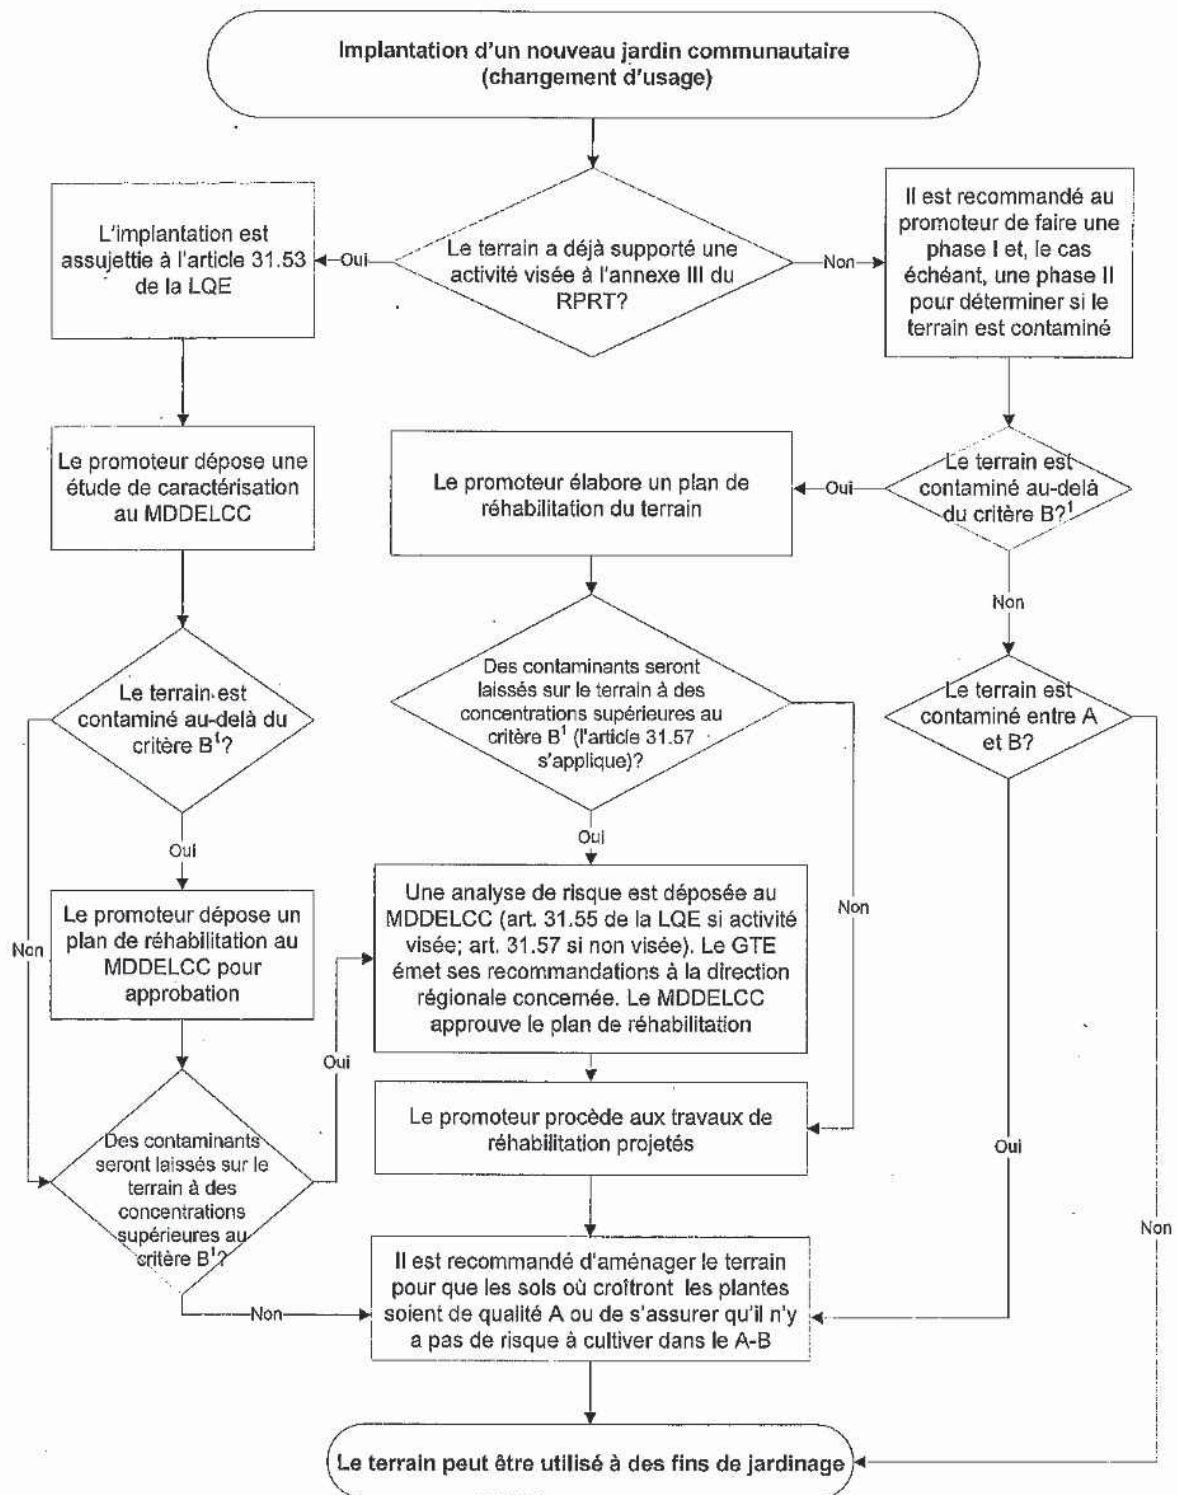 Implantation d'un nouveau jardin communautaire
(changement d'usage)
L'implantation est
assujettie à l'article 31.53
de la LQE
Oui
Le terrain a déjà supporté une
activité visée à l'annexe III du
RPRT?
Non
Il est recommandé au
promoteur de faire une
phase I et, le cas
échéant, une phase II
pour déterminer si le
terrain est contaminé
Le promoteur dépose une
étude de caractérisation
au MDDELCC
Le promoteur élabore un plan de
réhabilitation du terrain
Oui
Le terrain est
contaminé au-delà
du critère B?¹
Non
Le terrain est
contaminé au-delà du
critère B¹?
Des contaminants seront
laissés sur le terrain à des
concentrations supérieures au
critère B¹ (l'article 31.57
s'applique)?
Le terrain est
contaminé entre A
et B?
Oui
Oui
Non
Le promoteur dépose un
plan de réhabilitation au
MDDELCC pour
approbation
Une analyse de risque est déposée au
MDDELCC (art. 31.55 de la LQE si activité
visée; art. 31.57 si non visée). Le GTE
émet ses recommandations à la direction
régionale concernée. Le MDDELCC
approuve le plan de réhabilitation
Non
Oui
Des contaminants
seront laissés sur le
terrain à des
concentrations
supérieures au
critère B¹?
Le promoteur procède aux travaux de
réhabilitation projetés
Oui
Non
Non
Il est recommandé d'aménager le terrain
pour que les sols où croîtront les plantes
soient de qualité A ou de s'assurer qu'il n'y
a pas de risque à cultiver dans le A-B
Le terrain peut être utilisé à des fins de jardinage